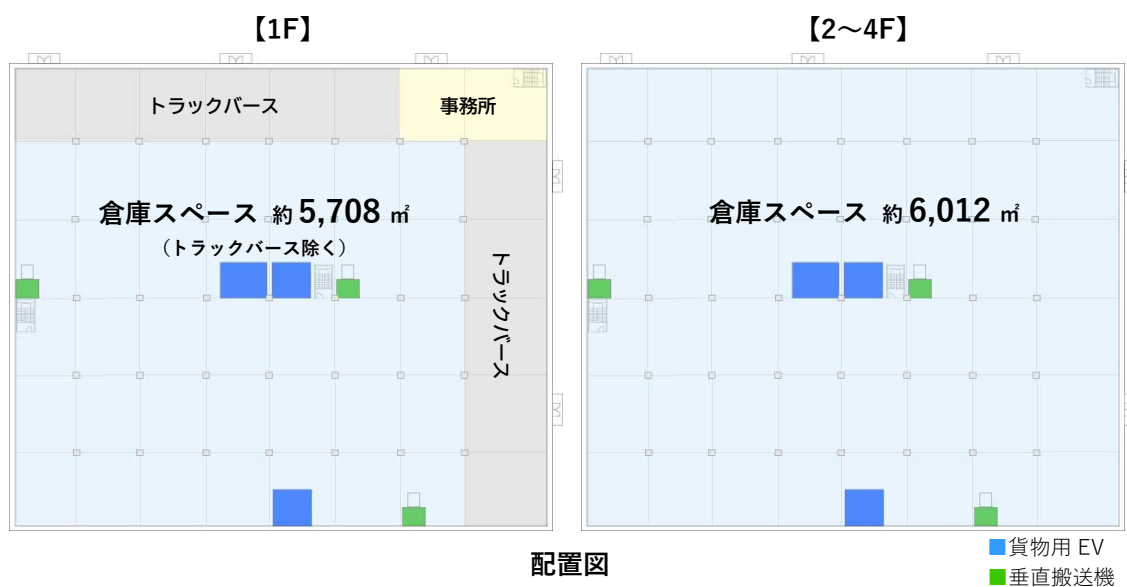 【1F】
【2〜4F】
トラックバース
事務所
倉庫スペース 約 5,708 ㎡
（トラックバース除く）
トラックバース
倉庫スペース 約 6,012 ㎡
配置図
貨物用 EV
垂直搬送機